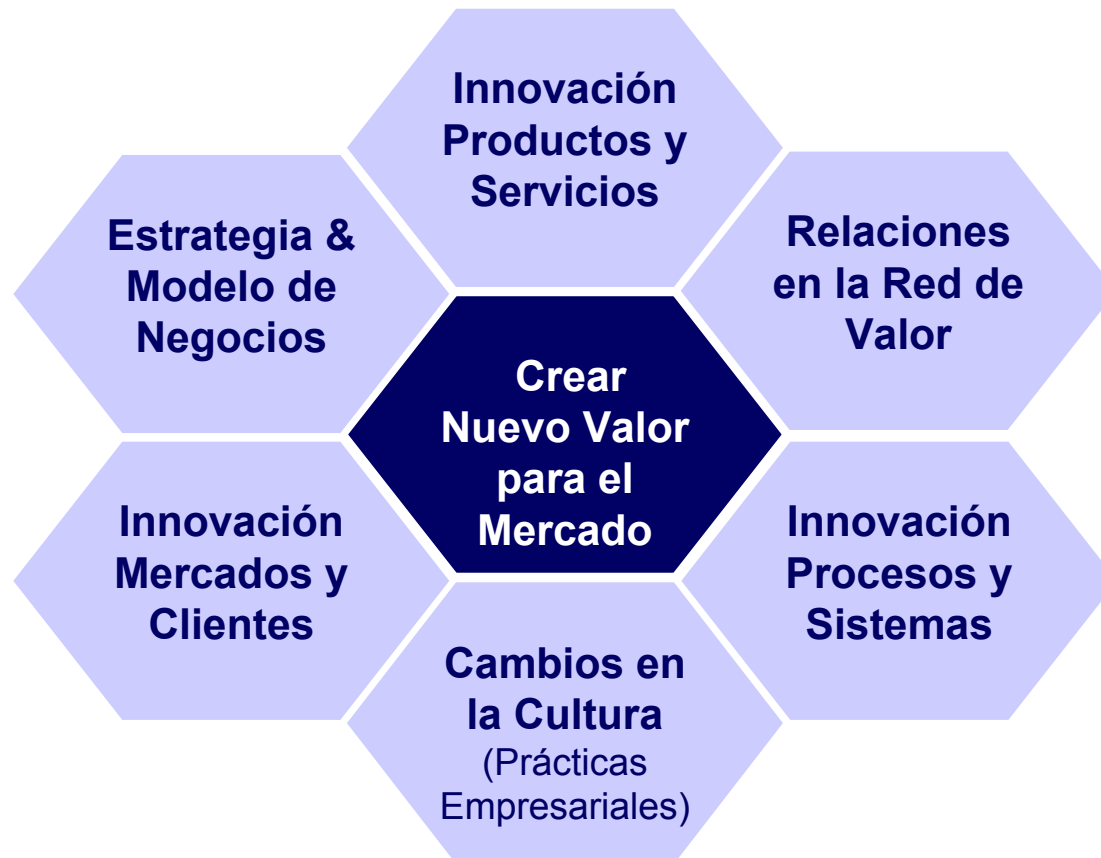 Innovación
Productos y
Servicios
Estrategia &
Modelo de
Negocios
Relaciones
en la Red de
Valor
Crear
Nuevo Valor
para el
Mercado
Innovación
Mercados y
Clientes
Innovación
Procesos y
Sistemas
Cambios en
la Cultura
(Prácticas
Empresariales)